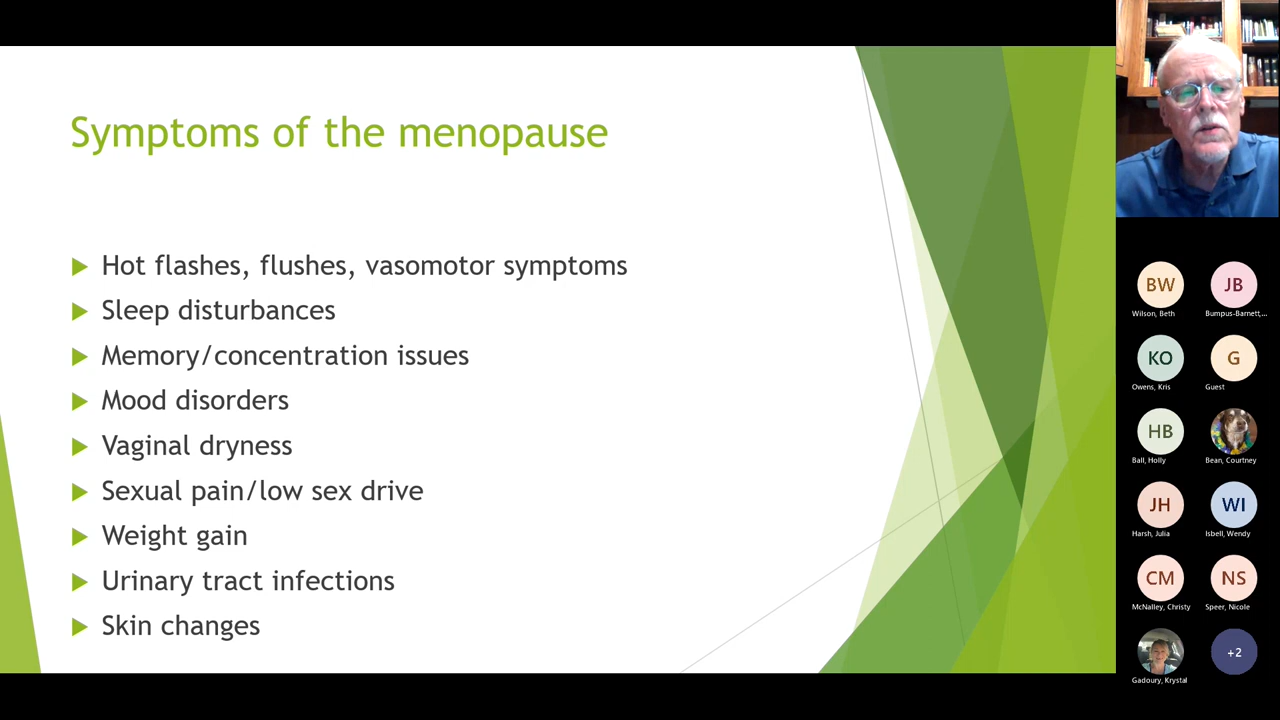 Symptoms of the menopause
Hot flashes, flushes, vasomotor symptoms
Sleep disturbances
Memory/concentration issues
Mood disorders
Vaginal dryness
Sexual pain/low sex drive
Weight gain
Urinary tract infections
Skin changes
BW
JB
Wilson, Beth
Bumpus-Barnett,...
KO
G
Owens, Kris
Guest
HB
Ball, Holly
Bean, Courtney
JH
WI
Harsh, Julia
Isbell, Wendy
CM
NS
McNalley, Christy
Speer, Nicole
+2
Gadoury, Krystal